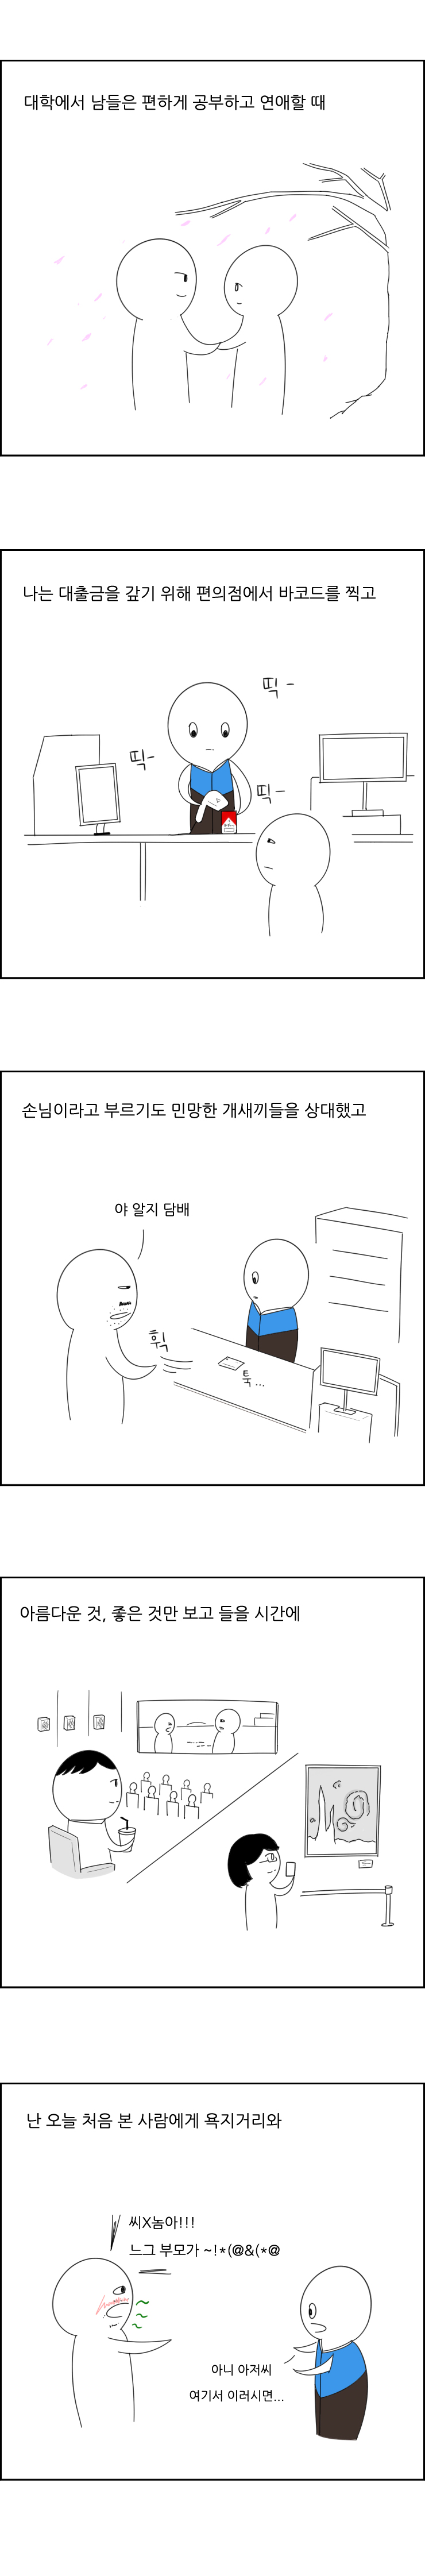 대학에서 남들은 편하게 공부하고 연애할 때
나는 대출금을 갚기 위해 편의점에서 바코드를 찍고
띡-
띡-
띡-
손님이라고 부르기도 민망한 개새끼들을 상대했고
야 알지 담배
휙
툭...
아름다운 것, 좋은 것만 보고 들을 시간에
난 오늘 처음 본 사람에게 욕지거리와
씨X놈아!!!
느그 부모가 ~!*(@&(*@
아니 아저씨
여기서 이러시면...